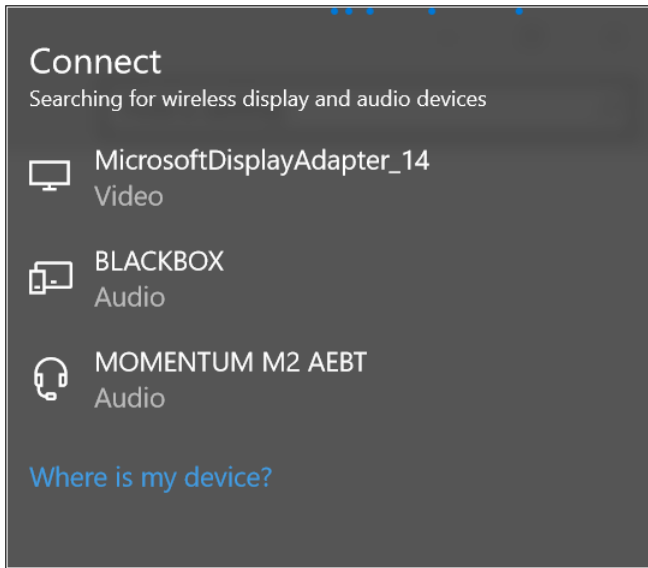 Connect
Searching for wireless display and audio devices
MicrosoftDisplayAdapter_14
Video
BLACKBOX
Audio
MOMENTUM M2 AEBT
Audio
Where is my device?